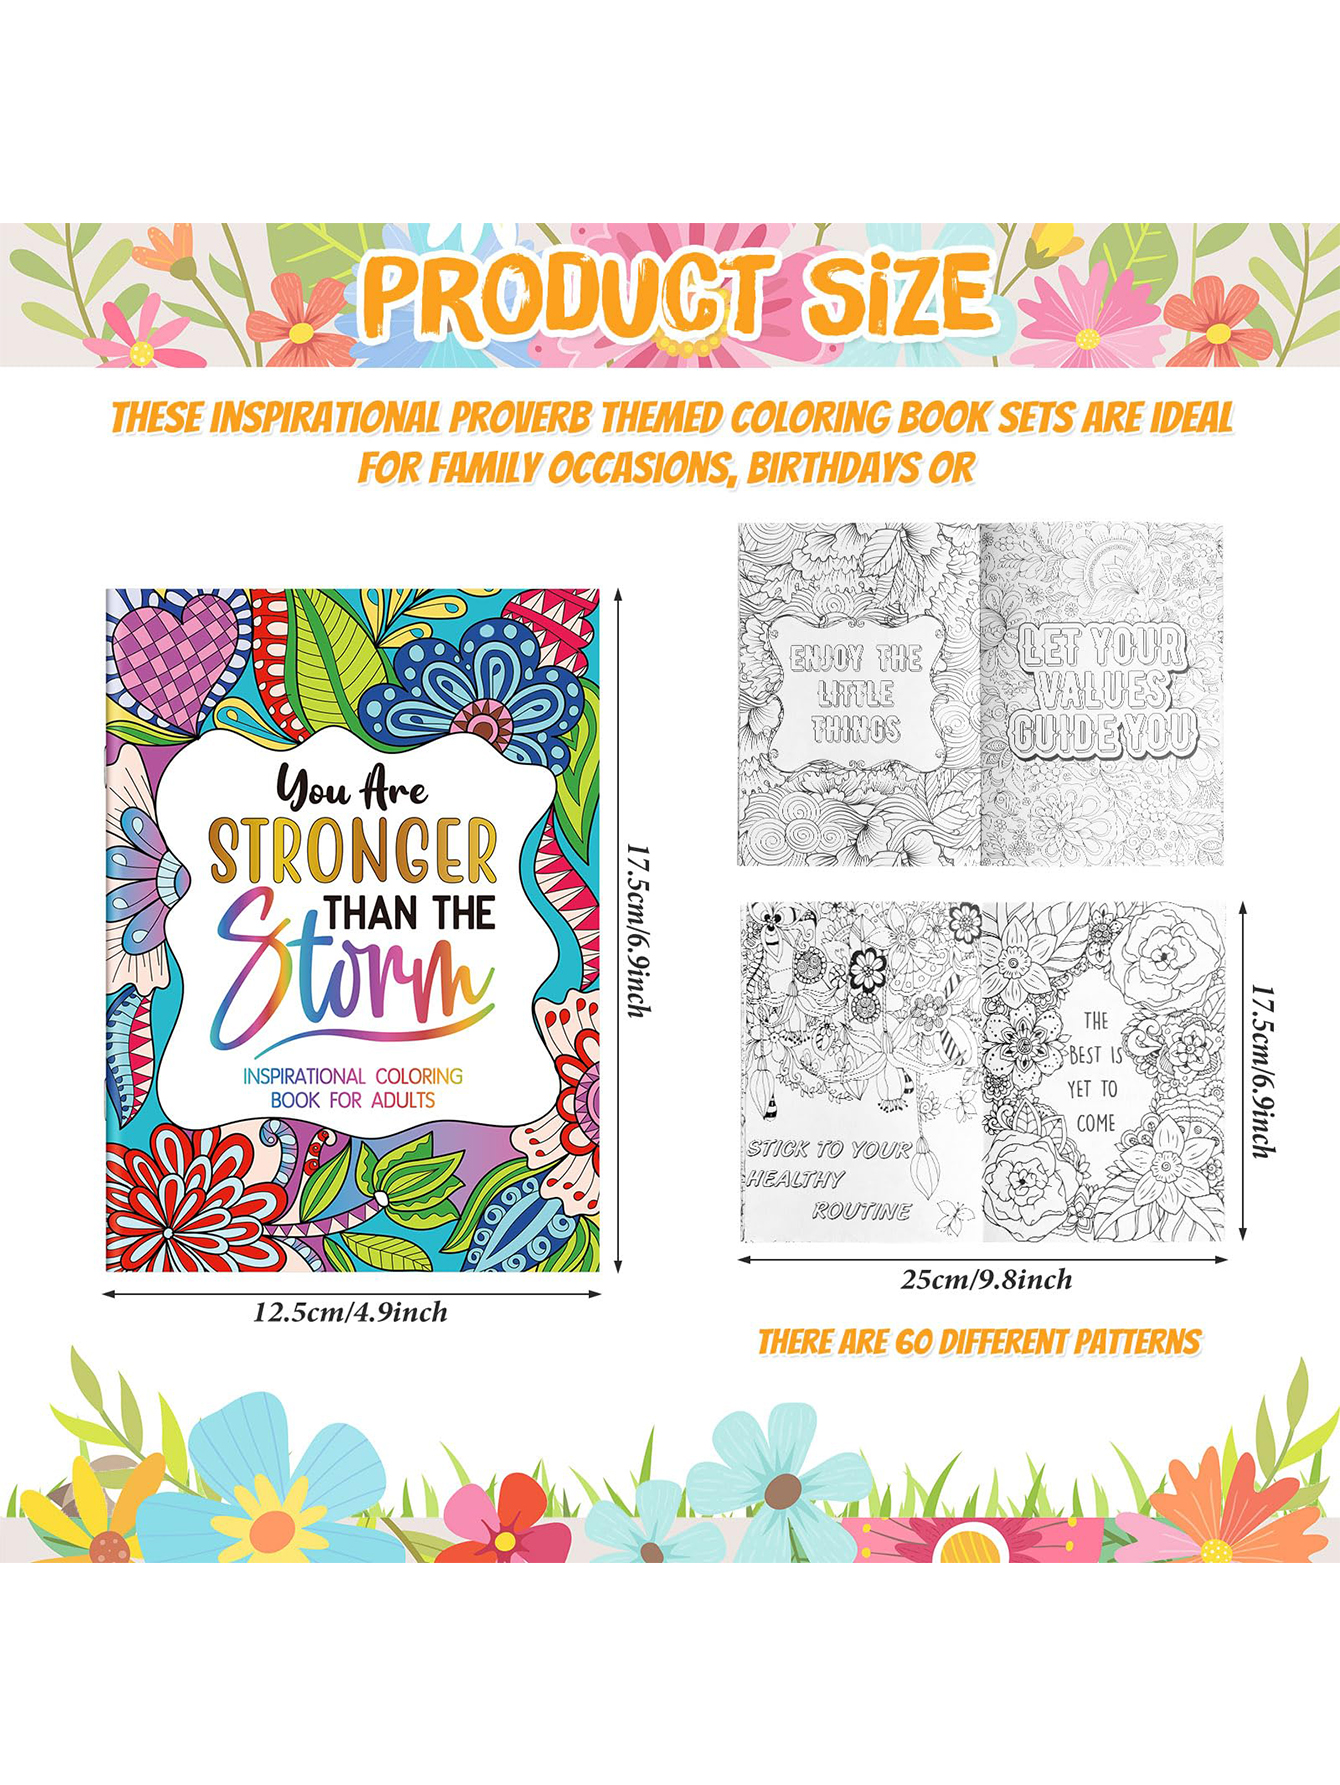 PRODUCT SiZE
THESE INSPIRATIONAL PROVERB THEMED COLORING BOOK SETS ARE IDEAL
FOR FAMILY OCCASIONS, BIRTHDAYS OR
You Are
STRONGER
THAN THE
Storm
INSPIRATIONAL COLORING
BOOK FOR ADULTS
17.5cm/6.9inch
12.5cm/4.9inch
ENJOY THE
LITTLE
THINGS
LET YOUR
VALUES
GUIDE YOU
STICK TO YOUR
HEALTHY
ROUTINE
THE
BEST IS
YET TO
COME
17.5cm/6.9inch
25cm/9.8inch
THERE ARE 60 DIFFERENT PATTERNS